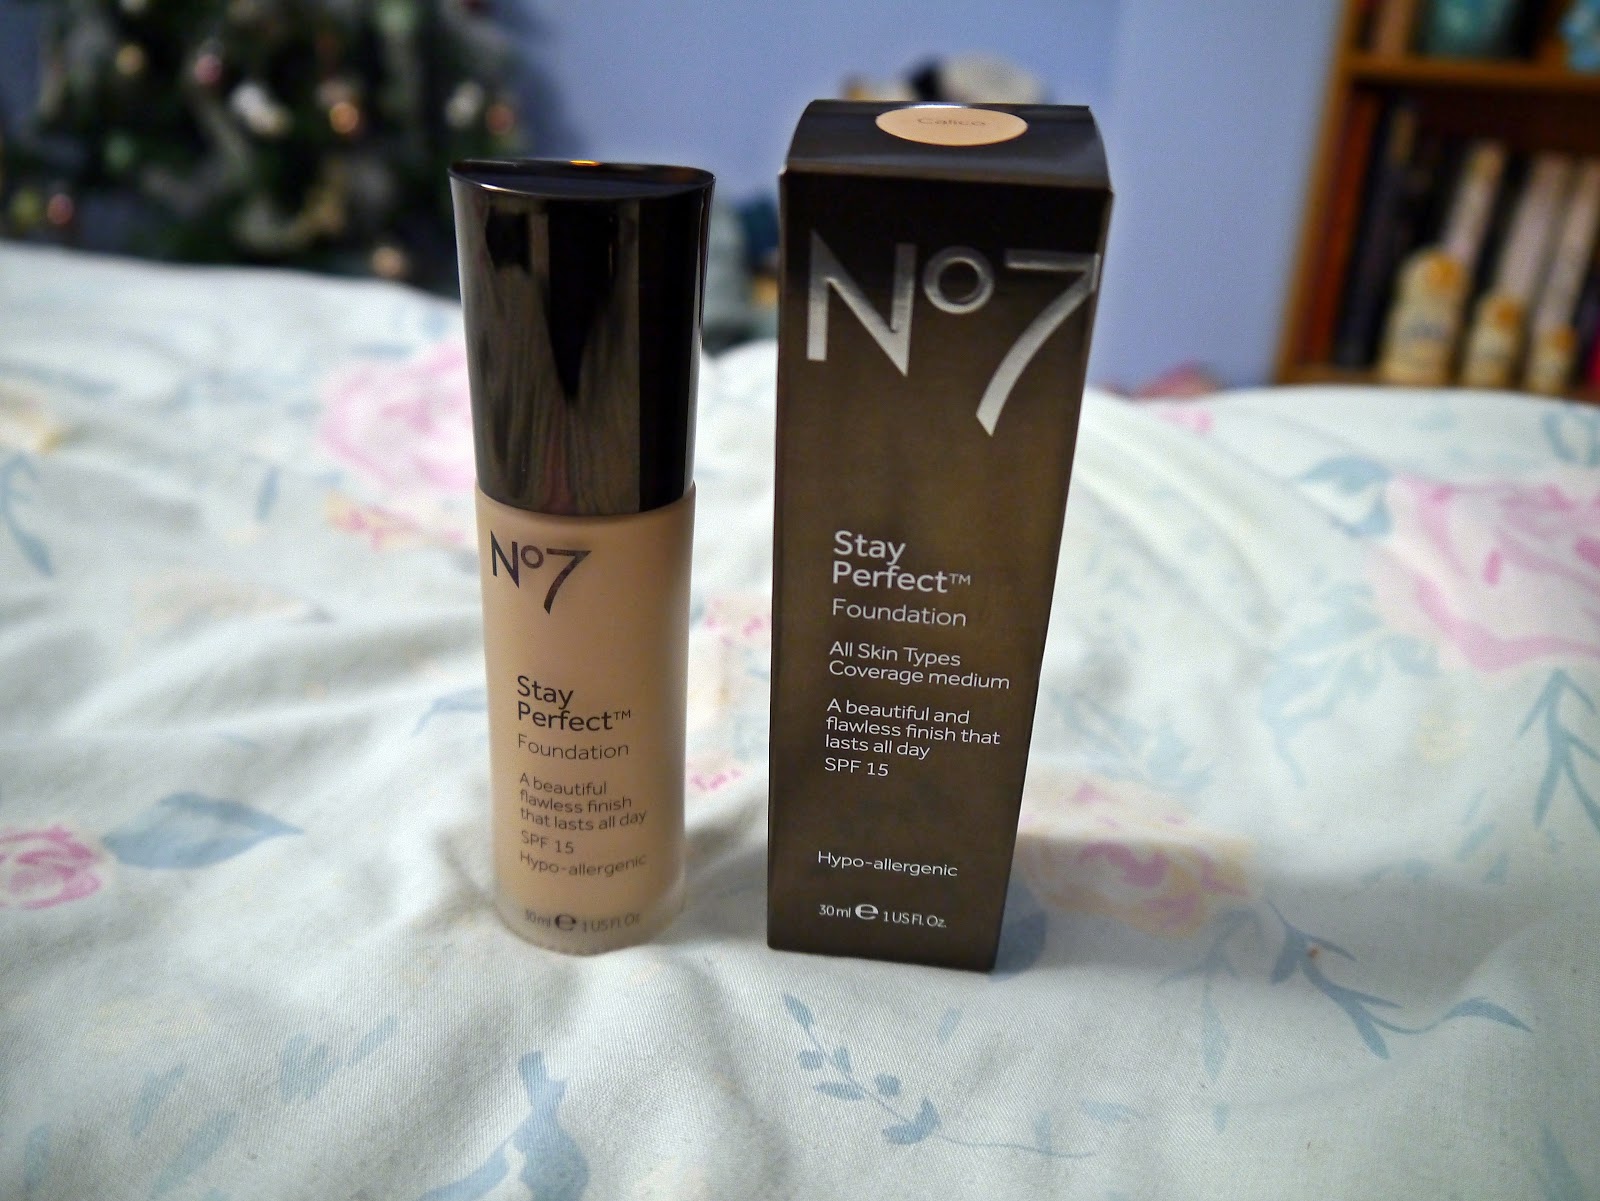 No7
Stay
Perfect™
Foundation
A beautiful
flawless finish
that lasts all day
SPF 15
Hypo-allergenic
30ml ℮ 1 US Fl. Oz.
Calico
No7
Stay
Perfect™
Foundation
All Skin Types
Coverage medium
A beautiful and
flawless finish that
lasts all day
SPF 15
Hypo-allergenic
30 ml ℮ 1 US Fl. Oz.